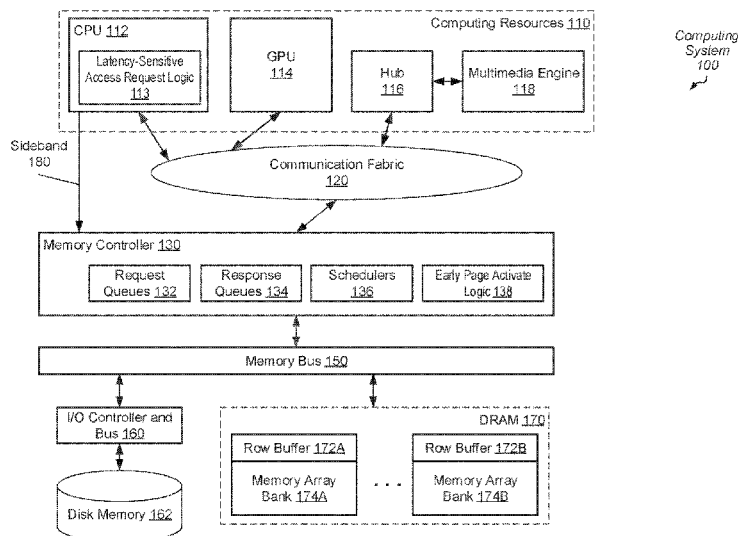 Computing Resources 110
Computing
System
100
CPU 112
Latency-Sensitive
Access Request Logic
113
GPU
114
Hub
116
Multimedia Engine
118
Sideband
180
Communication Fabric
120
Memory Controller 130
Request
Queues 132
Response
Queues 134
Schedulers
136
Early Page Activate
Logic 138
Memory Bus 150
I/O Controller and
Bus 160
Disk Memory 162
DRAM 170
Row Buffer 172A
Memory Array
Bank 174A
. . .
Row Buffer 172B
Memory Array
Bank 174B